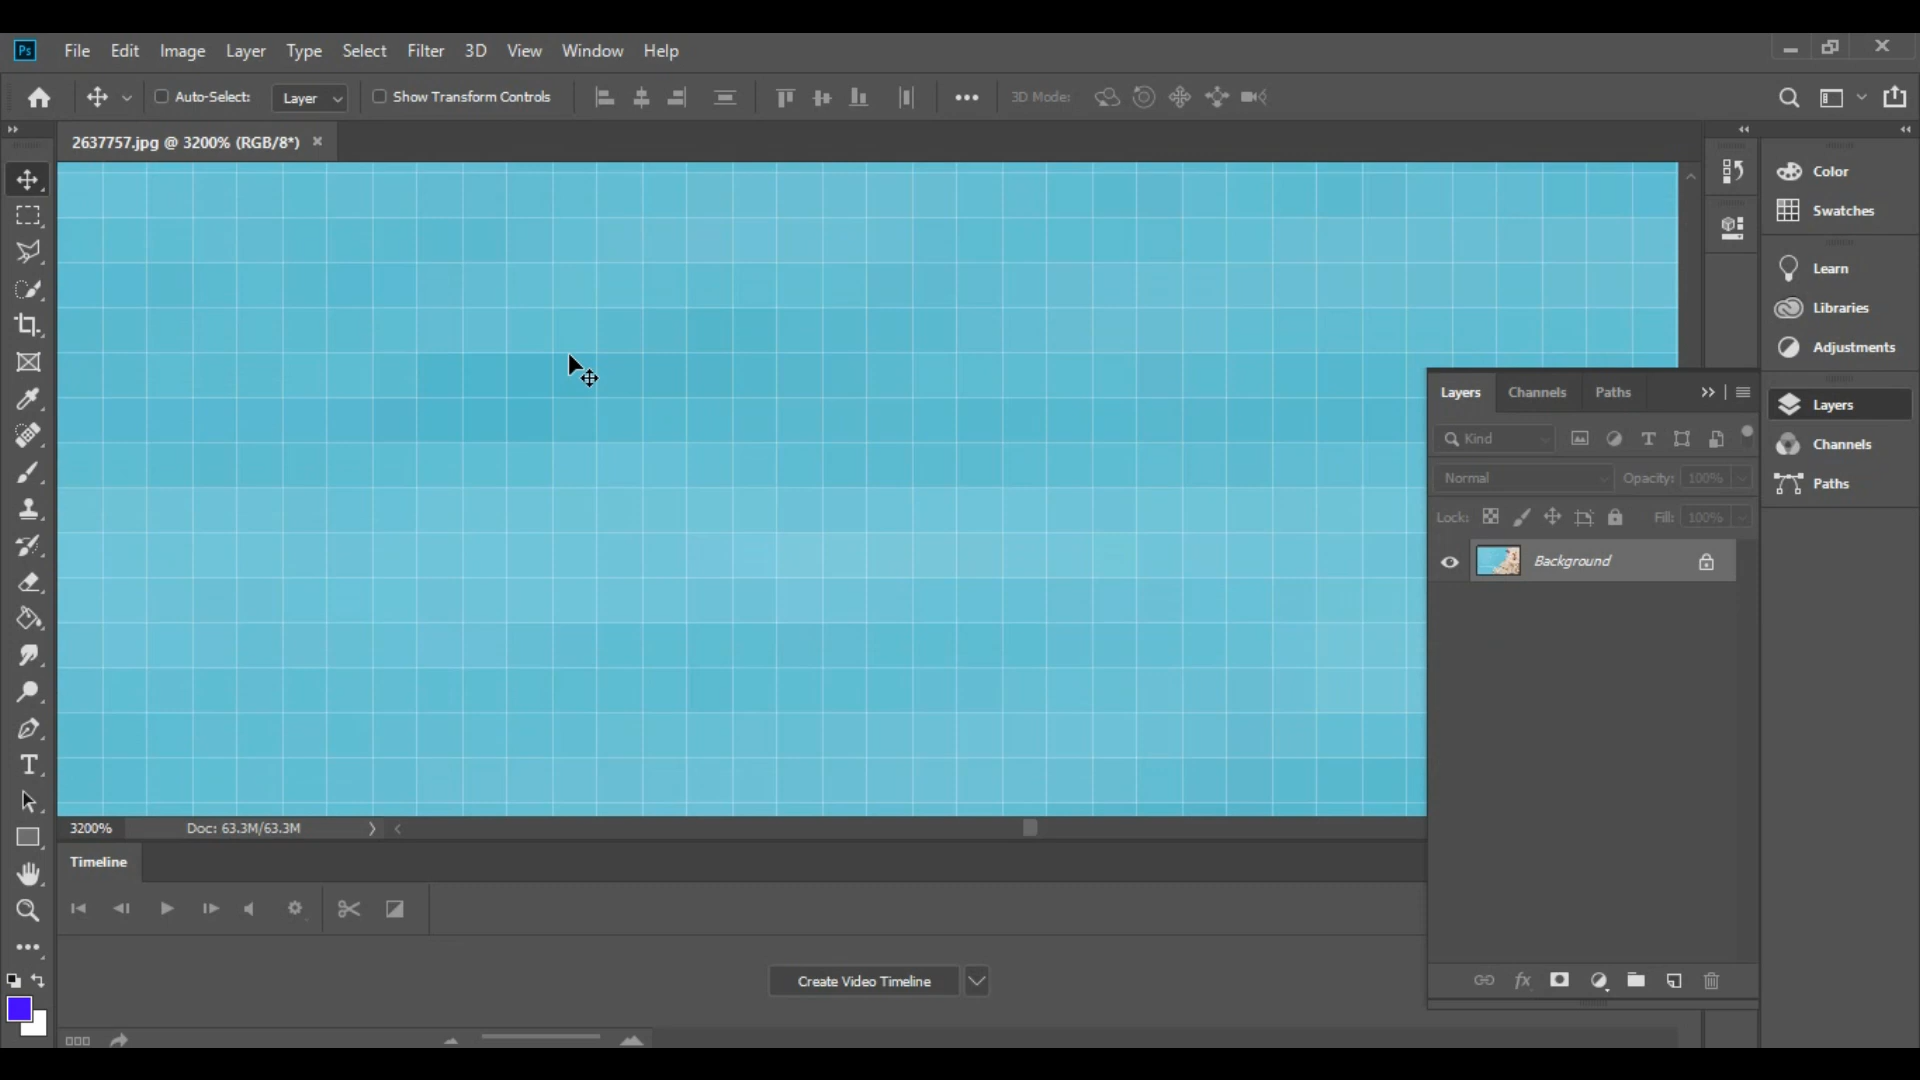 Ps File Edit Image Layer Type Select Filter 3D View Window Help
Auto-Select: Layer Show Transform Controls 3D Mode:
2637757.jpg @ 3200% (RGB/8*)
Color
Swatches
Learn
Libraries
Adjustments
Layers
Channels
Paths
Layers Channels Paths
Kind
Normal Opacity: 100%
Lock: Fill: 100%
Background
fx
3200% Doc: 63.3M/63.3M
Timeline
Create Video Timeline